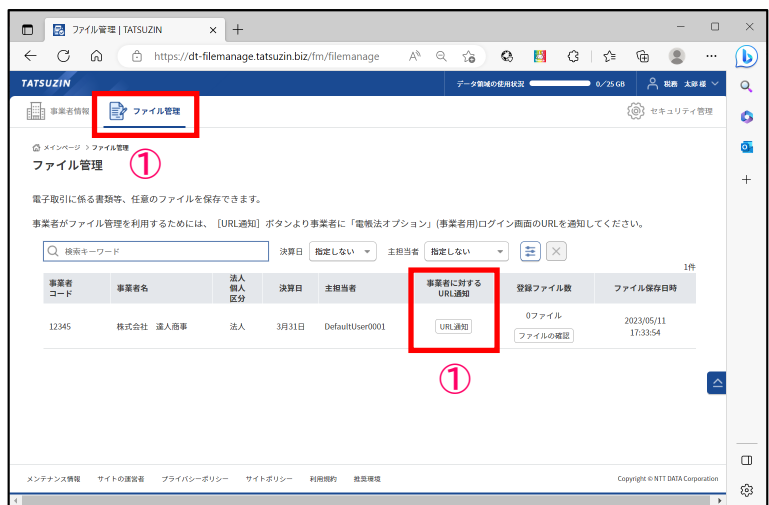 ファイル管理 | TATSUZIN
https://dt-filemanage.tatsuzin.biz/fm/filemanage
TATSUZIN
データ領域の使用状況 0／25 GB 税務 太郎 様
事業者情報 ファイル管理 セキュリティ管理
メインページ > ファイル管理
①
ファイル管理
電子取引に係る書類等、任意のファイルを保存できます。
事業者がファイル管理を利用するためには、［URL通知］ボタンより事業者に「電帳法オプション」(事業者用)ログイン画面のURLを通知してください。
検索キーワード 決算日 指定しない 主担当者 指定しない
1件
事業者コード 事業者名 法人個人区分 決算日 主担当者 事業者に対するURL通知 登録ファイル数 ファイル保存日時
12345 株式会社 達人商事 法人 3月31日 DefaultUser0001 URL通知 0ファイル 2023/05/11 17:33:54
ファイルの確認
①
メンテナンス情報 サイトの運営者 プライバシーポリシー サイトポリシー 利用規約 推奨環境 Copyright © NTT DATA Corporation